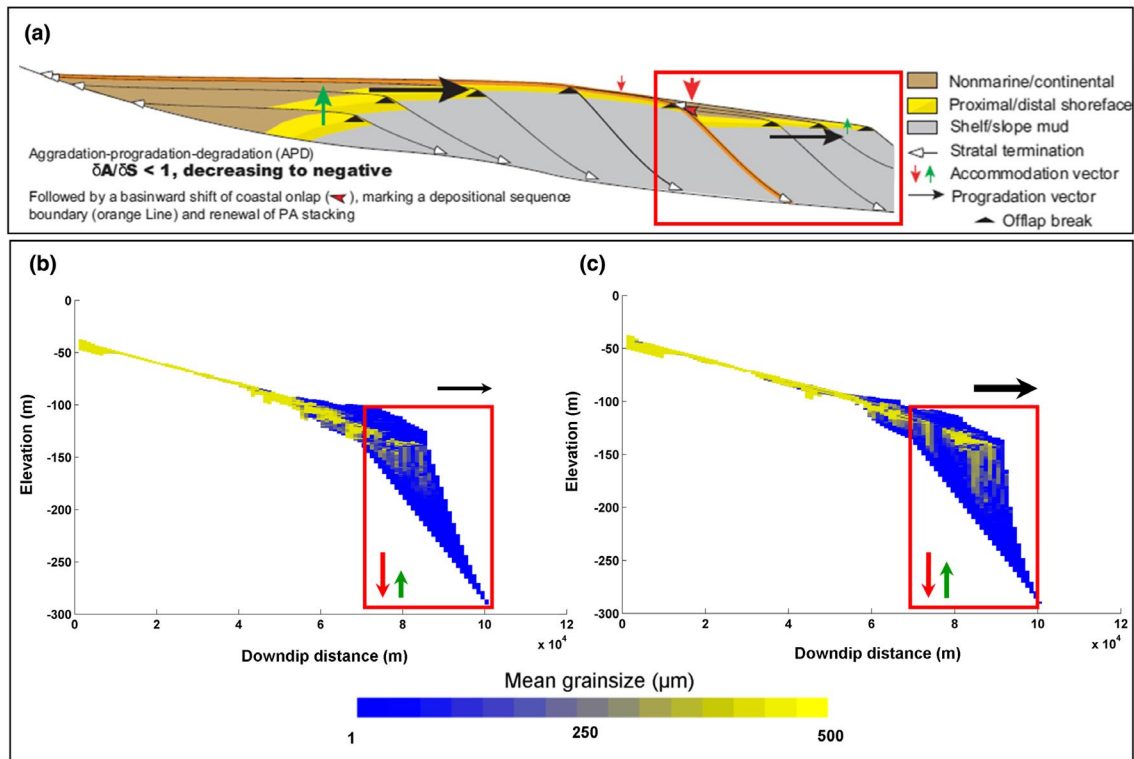 (a)
Aggradation-progradation-degradation (APD)
δA/δS < 1, decreasing to negative
Followed by a basinward shift of coastal onlap ( ), marking a depositional sequence
boundary (orange Line) and renewal of PA stacking
Nonmarine/continental
Proximal/distal shoreface
Shelf/slope mud
Stratal termination
Accommodation vector
Progradation vector
Offlap break
(b)
0
-50
-100
-150
-200
-250
-300
Elevation (m)
0
2
4
6
8
10
12
x 10⁴
Downdip distance (m)
(c)
0
-50
-100
-150
-200
-250
-300
Elevation (m)
0
2
4
6
8
10
12
x 10⁴
Downdip distance (m)
Mean grainsize (μm)
1
250
500